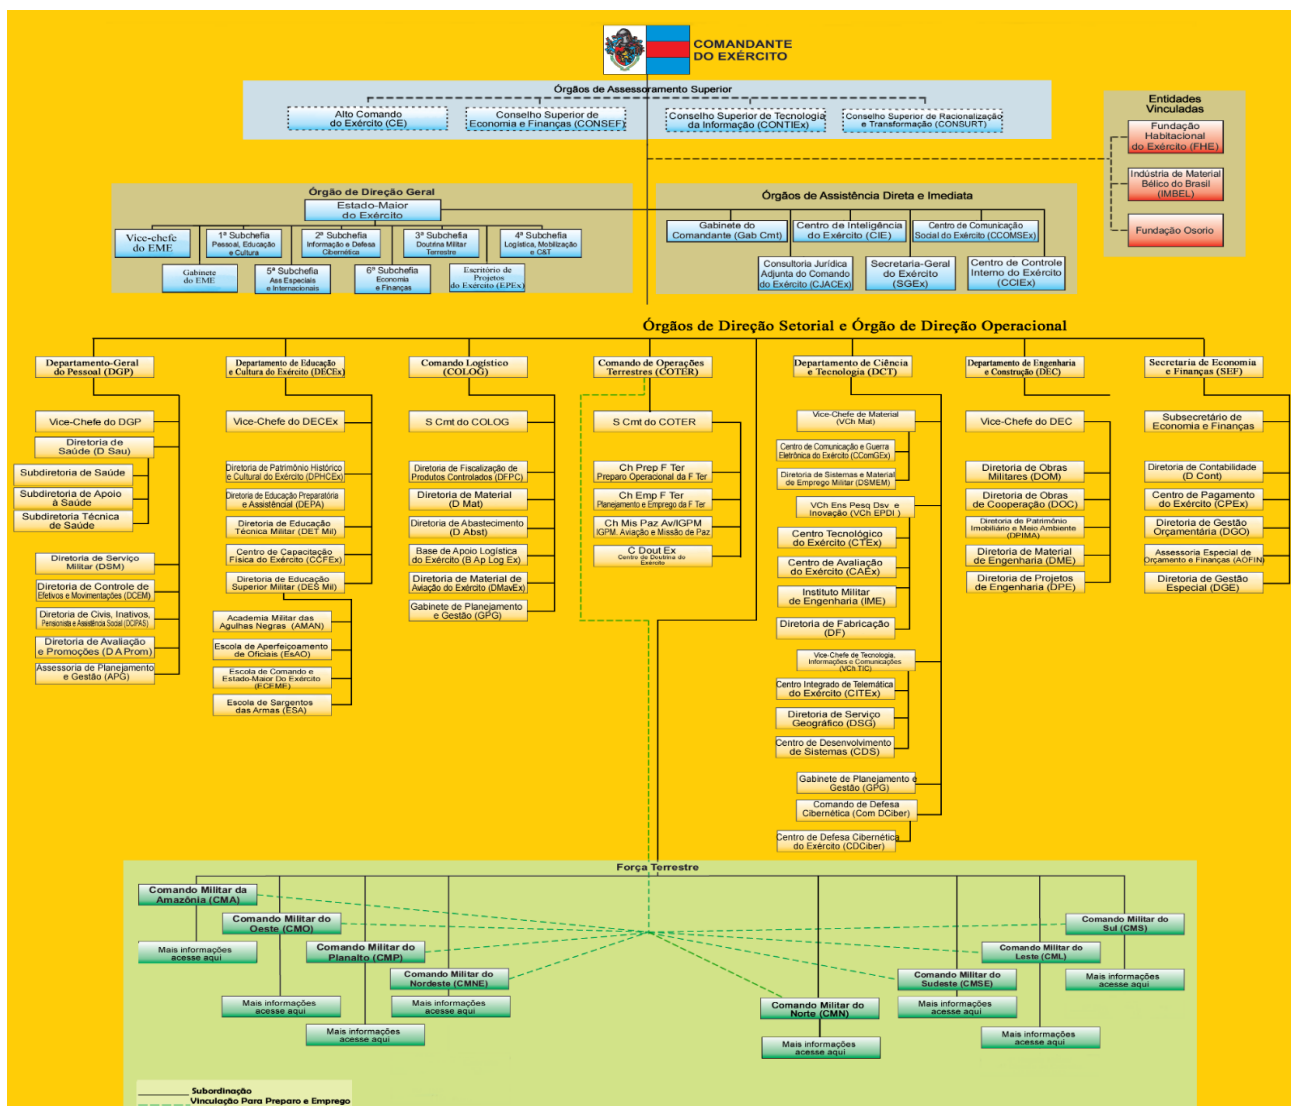 COMANDANTE
DO EXÉRCITO
Órgãos de Assessoramento Superior
Alto Comando
do Exército (CE)
Conselho Superior de
Economia e Finanças (CONSEF)
Conselho Superior de Tecnologia
da Informação (CONTIEx)
Conselho Superior de Racionalização
e Transformação (CONSURT)
Entidades
Vinculadas
Fundação
Habitacional
do Exército (FHE)
Indústria de Material
Bélico do Brasil
(IMBEL)
Fundação Osorio
Órgão de Direção Geral
Estado-Maior
do Exército
Vice-chefe
do EME
1ª Subchefia
Pessoal, Educação
e Cultura
2ª Subchefia
Informação e Defesa
Cibernética
3ª Subchefia
Doutrina Militar
Terrestre
4ª Subchefia
Logística, Mobilização
e C&T
Gabinete
do EME
5ª Subchefia
Ass Especiais
e Internacionais
6ª Subchefia
Economia
e Finanças
Escritório de
Projetos
do Exército (EPEx)
Órgãos de Assistência Direta e Imediata
Gabinete do
Comandante (Gab Cmt)
Centro de Inteligência
do Exército (CIE)
Centro de Comunicação
Social do Exército (CCOMSEx)
Consultoria Jurídica
Adjunta do Comando
do Exército (CJACEx)
Secretaria-Geral
do Exército
(SGEx)
Centro de Controle
Interno do Exército
(CCIEx)
Órgãos de Direção Setorial e Órgão de Direção Operacional
Departamento-Geral
do Pessoal (DGP)
Vice-Chefe do DGP
Diretoria de
Saúde (D Sau)
Subdiretoria de Saúde
Subdiretoria de Apoio
à Saúde
Subdiretoria Técnica
de Saúde
Diretoria de Serviço
Militar (DSM)
Diretoria de Controle de
Efetivos e Movimentações (DCEM)
Diretoria de Civis, Inativos,
Pensionista e Assistência Social (DCIPAS)
Diretoria de Avaliação
e Promoções (D A Prom)
Assessoria de Planejamento
e Gestão (APG)
Departamento de Educação
e Cultura do Exército (DECEx)
Vice-Chefe do DECEx
Diretoria de Patrimônio Histórico
e Cultural do Exército (DPHCEx)
Diretoria de Educação Preparatória
e Assistêncial (DEPA)
Diretoria de Educação
Técnica Militar (DET Mil)
Centro de Capacitação
Física do Exército (CCFEx)
Diretoria de Educação
Superior Militar (DES Mil)
Academia Militar das
Agulhas Negras (AMAN)
Escola de Aperfeiçoamento
de Oficiais (EsAO)
Escola de Comando e
Estado-Maior Do Exército
(ECEME)
Escola de Sargentos
das Armas (ESA)
Comando Logístico
(COLOG)
S Cmt do COLOG
Diretoria de Fiscalização de
Produtos Controlados (DFPC)
Diretoria de Material
(D Mat)
Diretoria de Abastecimento
(D Abst)
Base de Apoio Logística
do Exército (B Ap Log Ex)
Diretoria de Material de
Aviação do Exército (DMavEx)
Gabinete de Planejamento
e Gestão (GPG)
Comando de Operações
Terrestres (COTER)
S Cmt do COTER
Ch Prep F Ter
Preparo Operacional da F Ter
Ch Emp F Ter
Planejamento e Emprego da F Ter
Ch Mis Paz Av/IGPM
IGPM. Aviação e Missão de Paz
C Dout Ex
Centro de Doutrina do
Exército
Departamento de Ciência
e Tecnologia (DCT)
Vice-Chefe de Material
(VCh Mat)
Centro de Comunicação e Guerra
Eletrônica do Exército (CComGEx)
Diretoria de Sistemas e Material
de Emprego Militar (DSMEM)
VCh Ens Pesq Dsv e
Inovação (VCh EPDI )
Centro Tecnológico
do Exército (CTEx)
Centro de Avaliação
do Exército (CAEx)
Instituto Militar
de Engenharia (IME)
Diretoria de Fabricação
(DF)
Vice-Chefe de Tecnologia,
Informações e Comunicações
(VCh TIC)
Centro Integrado de Telemática
do Exército (CITEx)
Diretoria de Serviço
Geográfico (DSG)
Centro de Desenvolvimento
de Sistemas (CDS)
Gabinete de Planejamento e
Gestão (GPG)
Comando de Defesa
Cibernética (Com DCiber)
Centro de Defesa Cibernética
do Exército (CDCiber)
Departamento de Engenharia
e Construção (DEC)
Vice-Chefe do DEC
Diretoria de Obras
Militares (DOM)
Diretoria de Obras
de Cooperação (DOC)
Diretoria de Patrimônio
Imobiliário e Meio Ambiente
(DPIMA)
Diretoria de Material
de Engenharia (DME)
Diretoria de Projetos
de Engenharia (DPE)
Secretaria de Economia
e Finanças (SEF)
Subsecretário de
Economia e Finanças
Diretoria de Contabilidade
(D Cont)
Centro de Pagamento
do Exército (CPEx)
Diretoria de Gestão
Orçamentária (DGO)
Assessoria Especial de
Orçamento e Finanças (AOFIN)
Diretoria de Gestão
Especial (DGE)
Força Terrestre
Comando Militar da
Amazônia (CMA)
Mais informações
acesse aqui
Comando Militar do
Oeste (CMO)
Mais informações
acesse aqui
Comando Militar do
Planalto (CMP)
Mais informações
acesse aqui
Comando Militar do
Nordeste (CMNE)
Mais informações
acesse aqui
Comando Militar do
Norte (CMN)
Mais informações
acesse aqui
Comando Militar do
Sudeste (CMSE)
Mais informações
acesse aqui
Comando Militar do
Leste (CML)
Mais informações
acesse aqui
Comando Militar do
Sul (CMS)
Mais informações
acesse aqui
Subordinação
Vinculação Para Preparo e Emprego